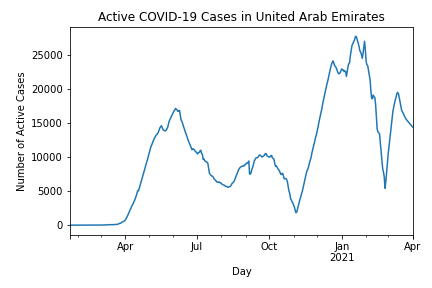 Active COVID-19 Cases in United Arab Emirates
Number of Active Cases
25000
20000
15000
10000
5000
0
Apr Jul Oct Jan Apr
2021
Day